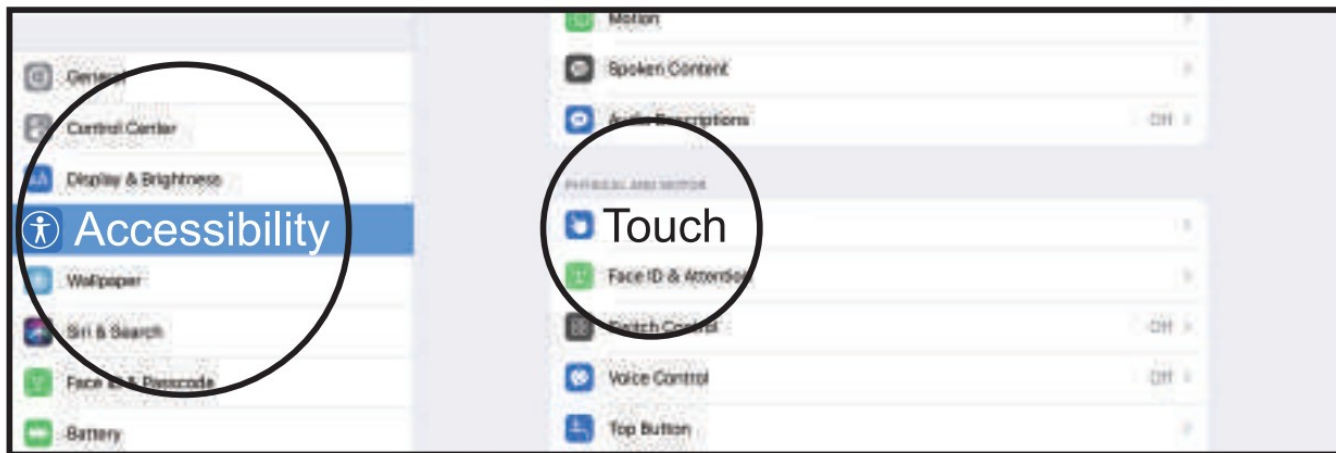 General
Control Center
Display & Brightness
Accessibility
Wallpaper
Siri & Search
Face ID & Passcode
Battery
Motion
Spoken Content
Audio Descriptions Off
PHYSICAL AND MOTOR
Touch
Face ID & Attention
Switch Control Off
Voice Control Off
Top Button